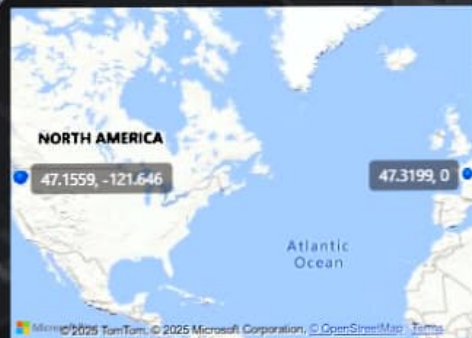 NORTH AMERICA
47.1559, -121.646
47.3199, 0
Atlantic
Ocean
© 2025 TomTom, © 2025 Microsoft Corporation, © OpenStreetMap Terms